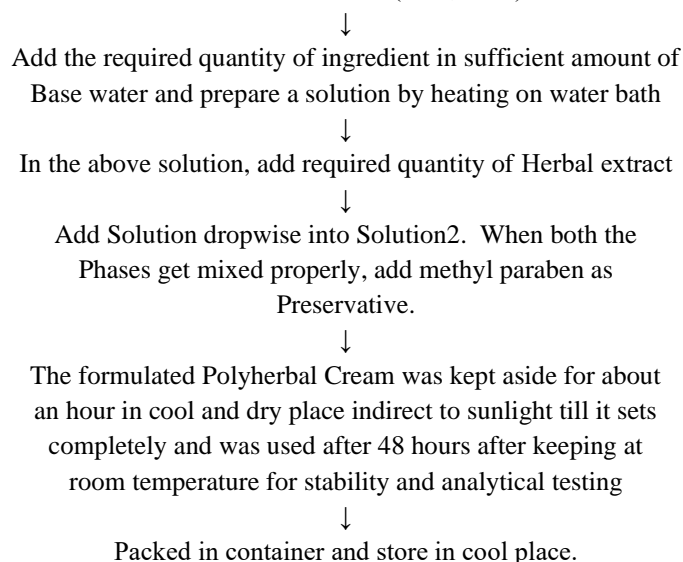 ↓
Add the required quantity of ingredient in sufficient amount of
Base water and prepare a solution by heating on water bath
↓
In the above solution, add required quantity of Herbal extract
↓
Add Solution dropwise into Solution2. When both the
Phases get mixed properly, add methyl paraben as
Preservative.
↓
The formulated Polyherbal Cream was kept aside for about
an hour in cool and dry place indirect to sunlight till it sets
completely and was used after 48 hours after keeping at
room temperature for stability and analytical testing
↓
Packed in container and store in cool place.